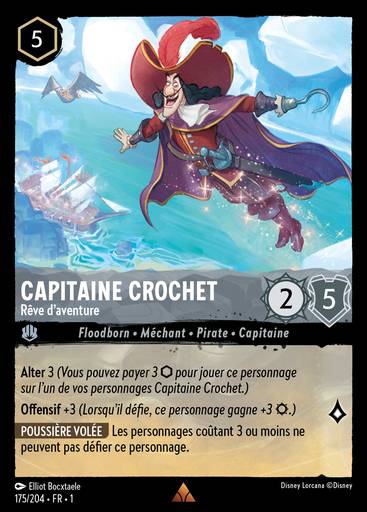 5
CAPITAINE CROCHET
Rêve d'aventure
2
5
Floodborn • Méchant • Pirate • Capitaine
Alter 3 (Vous pouvez payer 3 pour jouer ce personnage
sur l'un de vos personnages Capitaine Crochet.)
Offensif +3 (Lorsqu'il défie, ce personnage gagne +3 .)
POUSSIÈRE VOLÉE Les personnages coûtant 3 ou moins ne
peuvent pas défier ce personnage.
Elliot Bocxtaele
175/204 • FR • 1
Disney Lorcana ©Disney